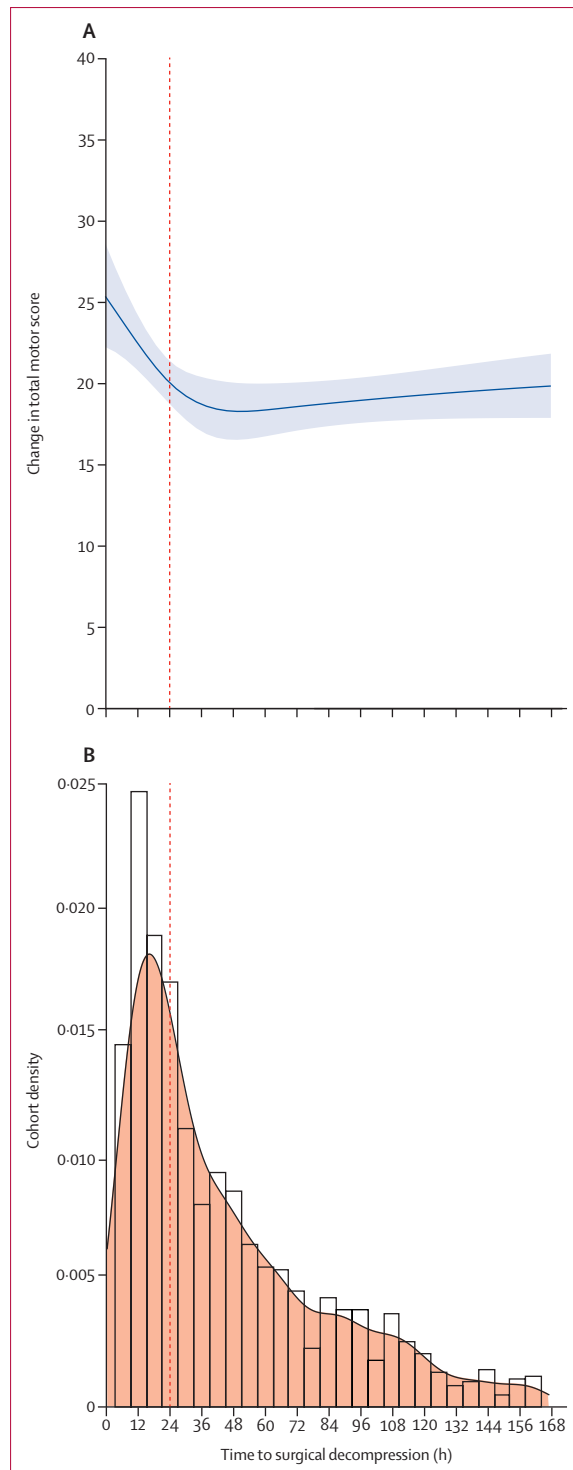 A
40
35
30
25
20
15
10
5
0
Change in total motor score
B
0·025
0·020
0·015
0·010
0·005
0
Cohort density
0 12 24 36 48 60 72 84 96 108 120 132 144 156 168
Time to surgical decompression (h)